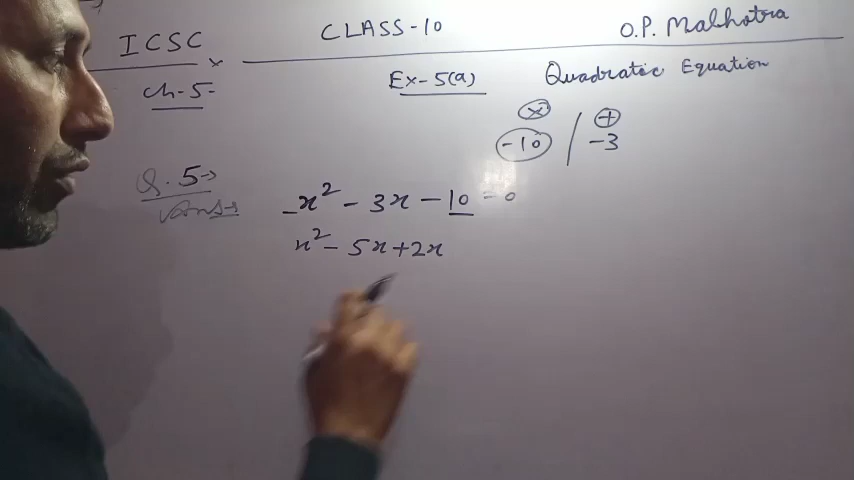 ICSC CLASS-10 O.P. Malhotra
Ch-5- Ex-5(a) Quadratic Equation
× / +
-10 / -3
Q.5→
x² - 3x - 10 = 0
x² - 5x + 2x